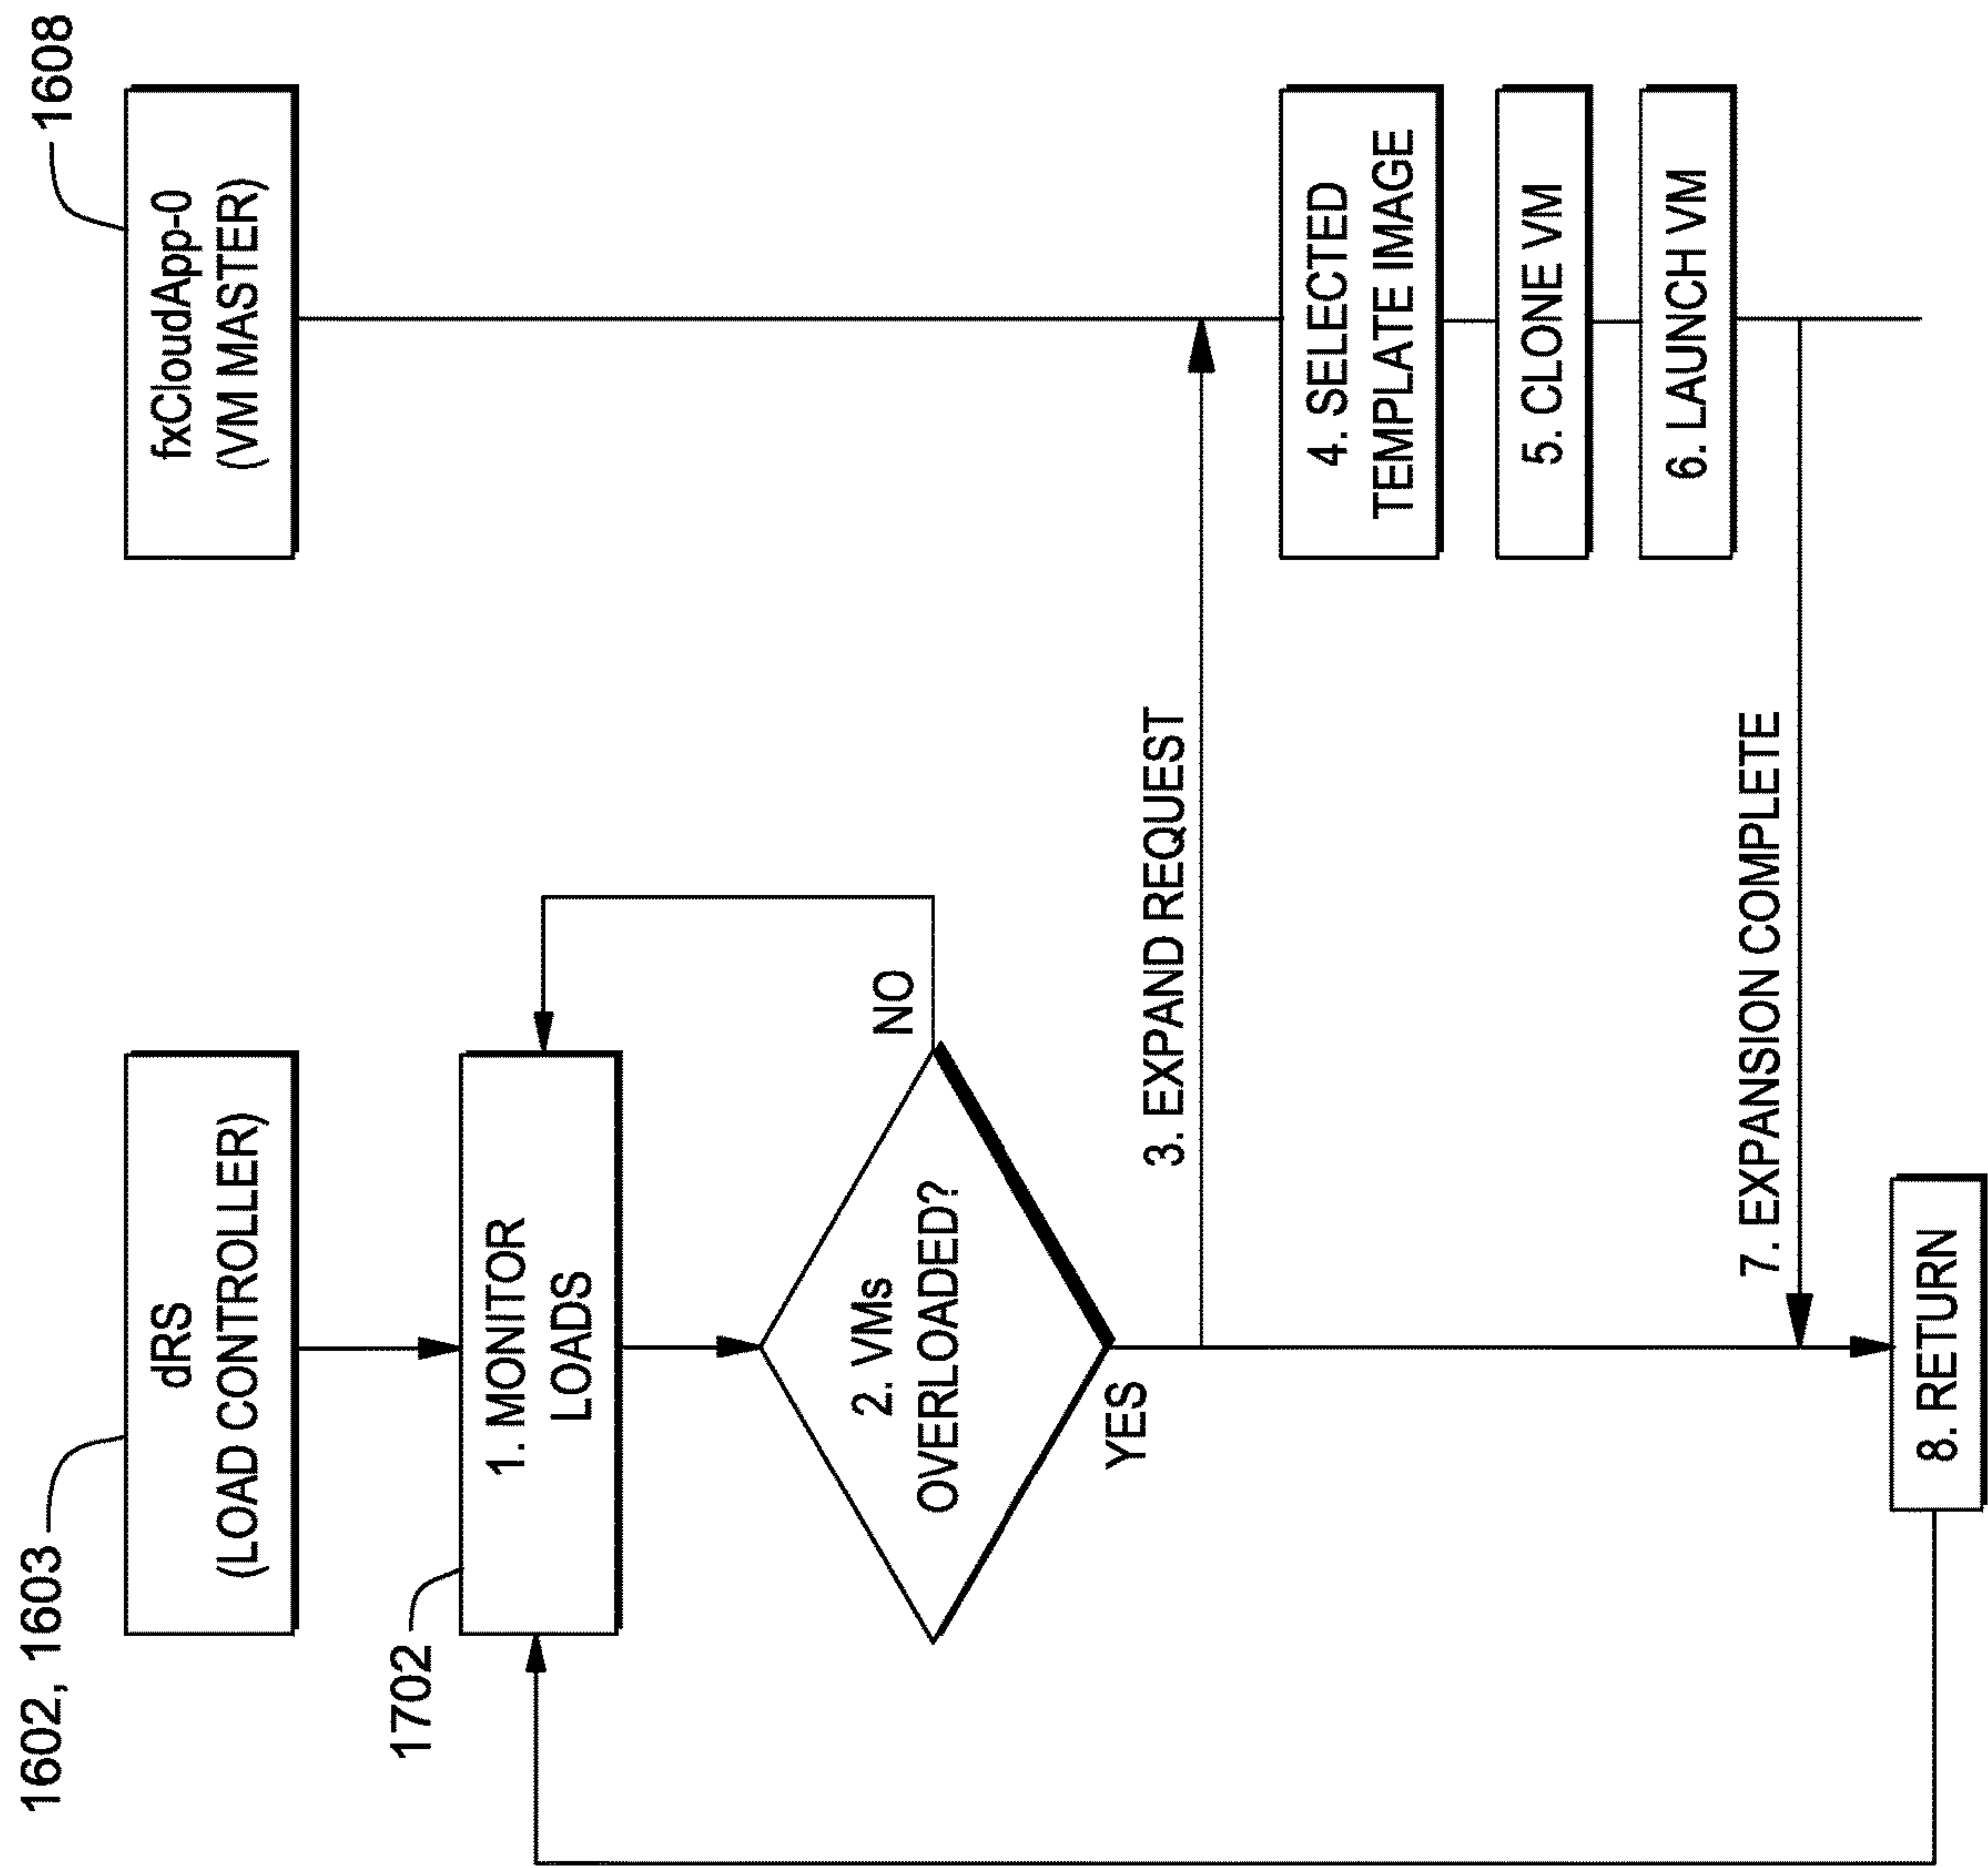 1602, 1603
dRS
(LOAD CONTROLLER)
1608
fxCloudApp-0
(VM MASTER)
1702
1. MONITOR
LOADS
2. VMs
OVERLOADED?
NO
YES
3. EXPAND REQUEST
4. SELECTED
TEMPLATE IMAGE
5. CLONE VM
6. LAUNCH VM
7. EXPANSION COMPLETE
8. RETURN